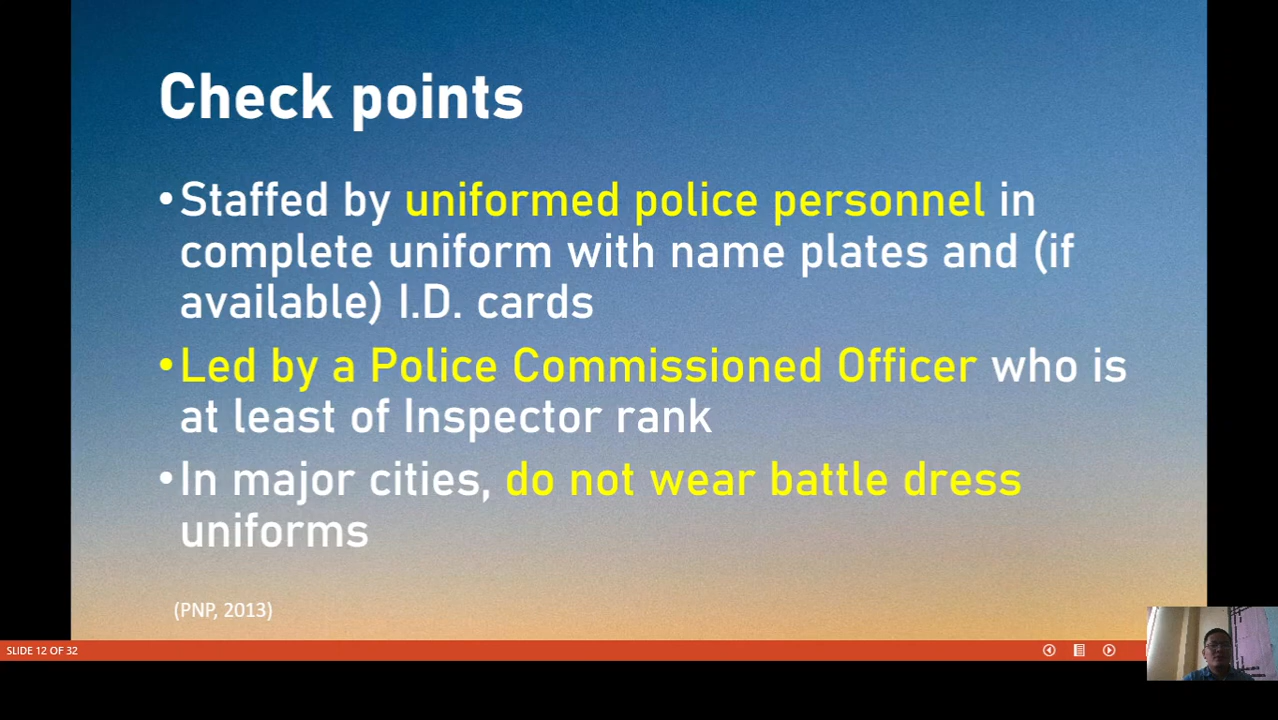 Check points
•Staffed by uniformed police personnel in
complete uniform with name plates and (if
available) I.D. cards
•Led by a Police Commissioned Officer who is
at least of Inspector rank
•In major cities, do not wear battle dress
uniforms
(PNP, 2013)
SLIDE 12 OF 32